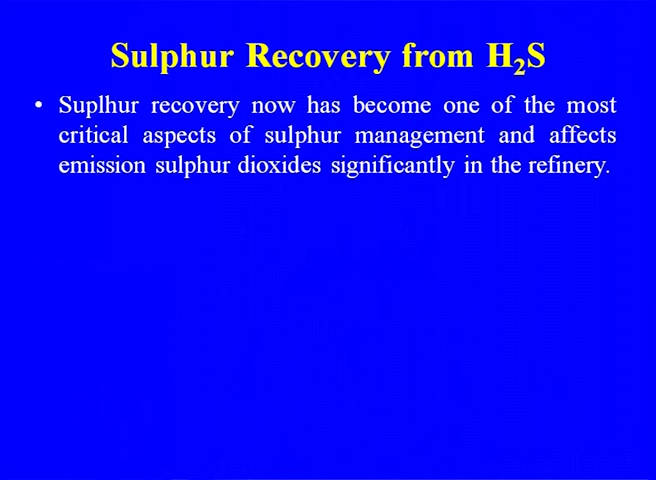 Sulphur Recovery from H₂S
• Suplhur recovery now has become one of the most
critical aspects of sulphur management and affects
emission sulphur dioxides significantly in the refinery.